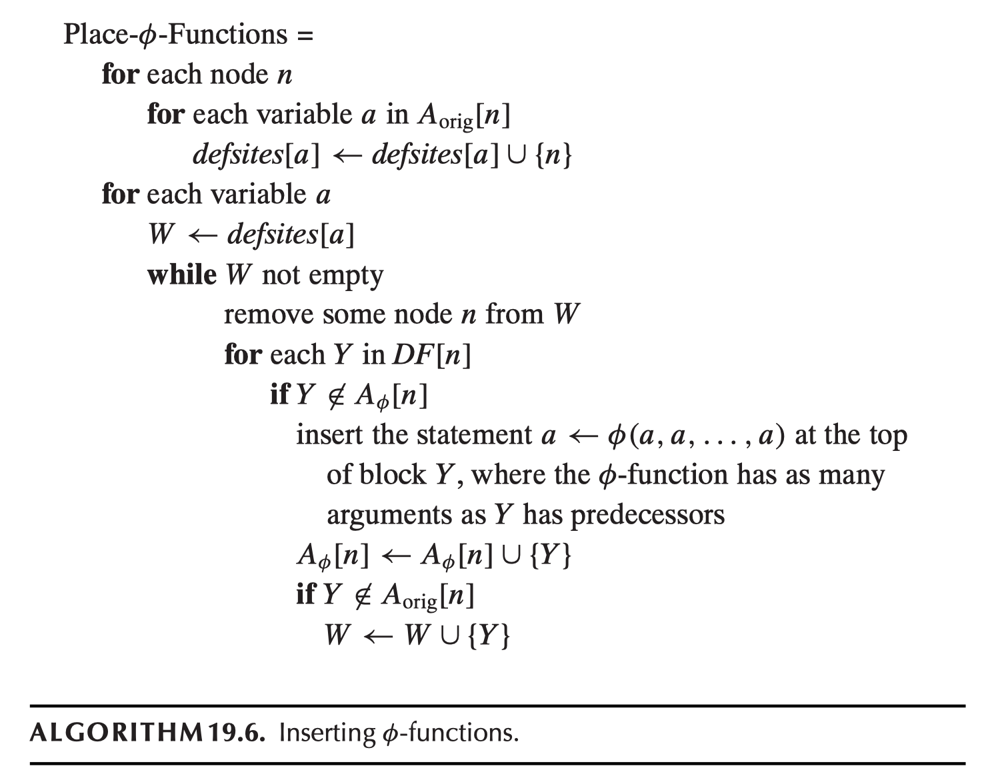 Place-ϕ-Functions =
for each node n
for each variable a in A_orig[n]
defsites[a] ← defsites[a] ∪ {n}
for each variable a
W ← defsites[a]
while W not empty
remove some node n from W
for each Y in DF[n]
if Y ∉ A_ϕ[n]
insert the statement a ← ϕ(a, a, . . . , a) at the top
of block Y, where the ϕ-function has as many
arguments as Y has predecessors
A_ϕ[n] ← A_ϕ[n] ∪ {Y}
if Y ∉ A_orig[n]
W ← W ∪ {Y}
ALGORITHM 19.6. Inserting ϕ-functions.